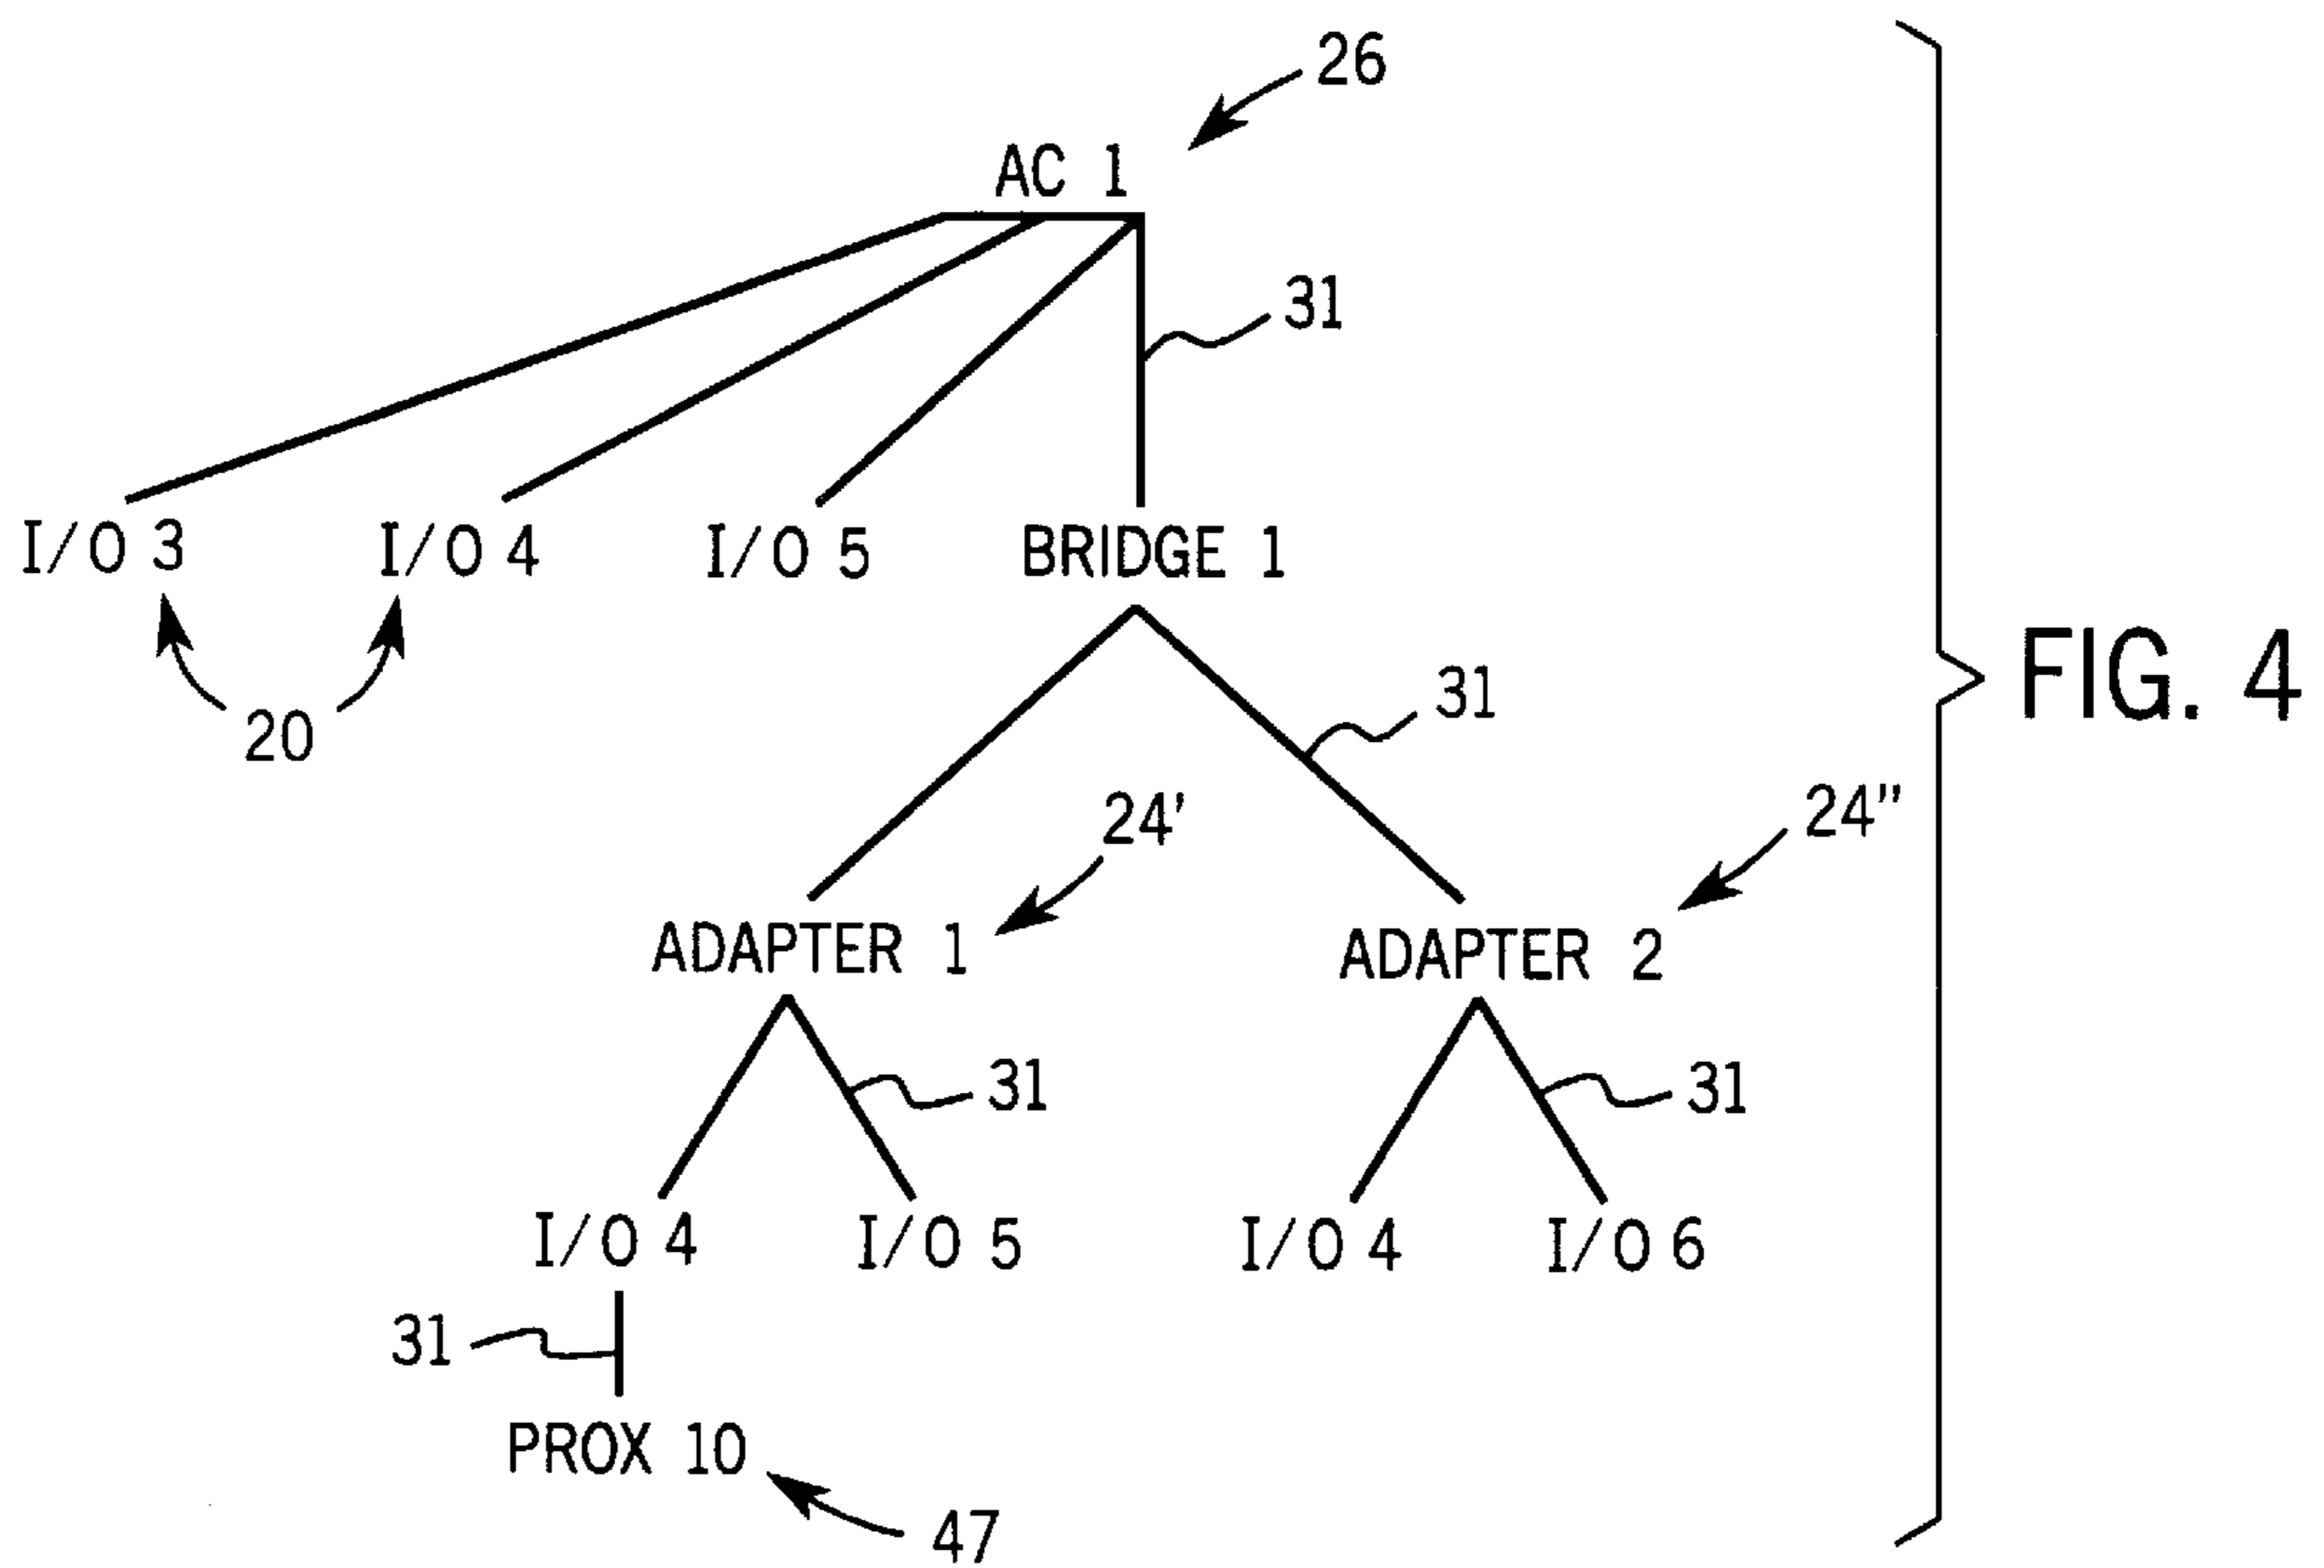 26
AC 1
31
I/O 3
I/O 4
I/O 5
BRIDGE 1
20
31
FIG. 4
24'
24"
ADAPTER 1
ADAPTER 2
31
31
I/O 4
I/O 5
I/O 4
I/O 6
31
PROX 10
47